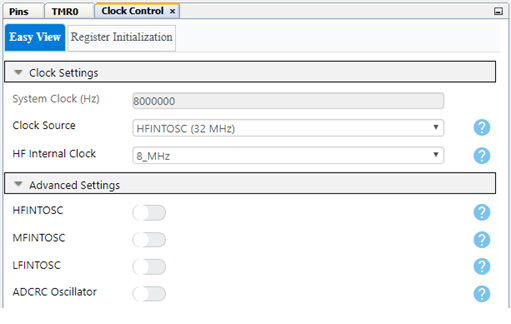 Pins TMR0 Clock Control ×
Easy View Register Initialization
Clock Settings
System Clock (Hz) 8000000
Clock Source HFINTOSC (32 MHz) ?
HF Internal Clock 8_MHz ?
Advanced Settings
HFINTOSC ?
MFINTOSC ?
LFINTOSC ?
ADCRC Oscillator ?